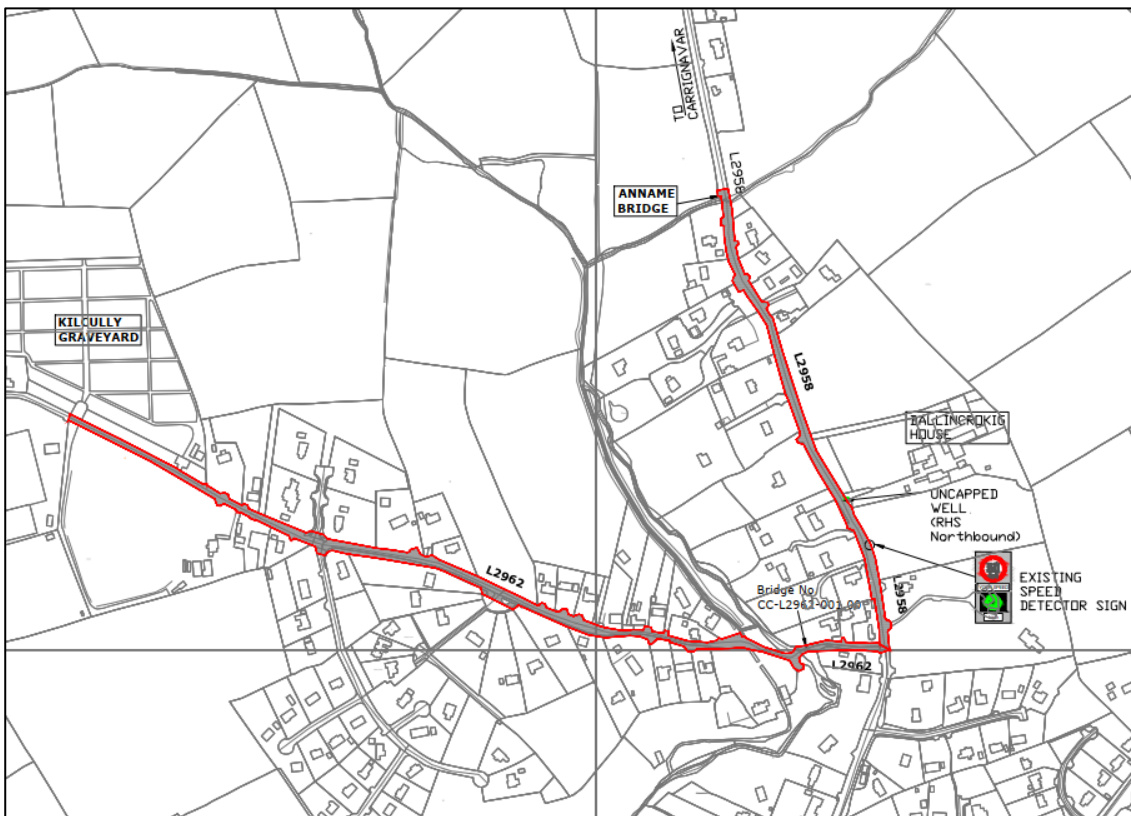 TO
CARRIGNAVAR
L2958
ANNAME
BRIDGE
KILCULLY
GRAVEYARD
L2958
BALLINCROKIG
HOUSE
UNCAPPED
WELL
(RHS
Northbound)
EXISTING
SPEED
DETECTOR SIGN
L2958
L2962
Bridge No
L2962